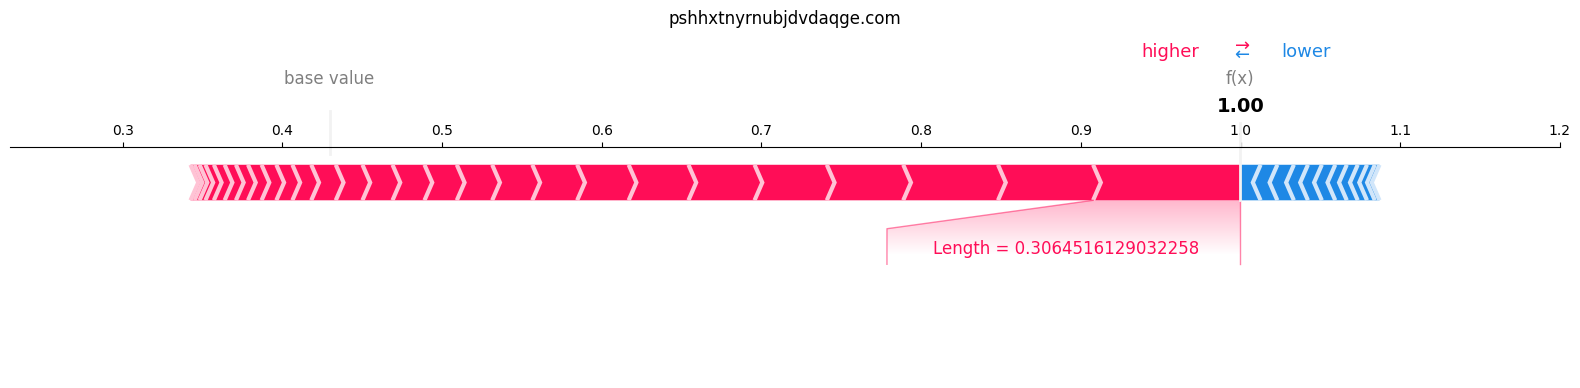 pshhxtnyrnubjdvdaqge.com
higher ⇄ lower
base value f(x)
1.00
0.3 0.4 0.5 0.6 0.7 0.8 0.9 1.0 1.1 1.2
Length = 0.3064516129032258